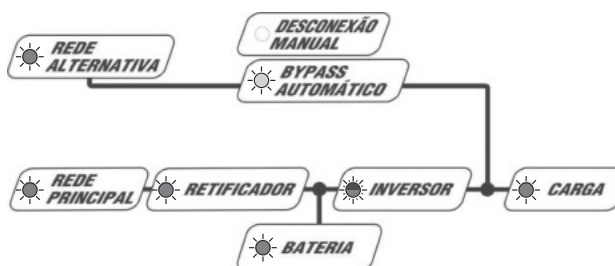 DESCONEXÃO
MANUAL
REDE
ALTERNATIVA
BYPASS
AUTOMÁTICO
REDE
PRINCIPAL
RETIFICADOR
INVERSOR
CARGA
BATERIA